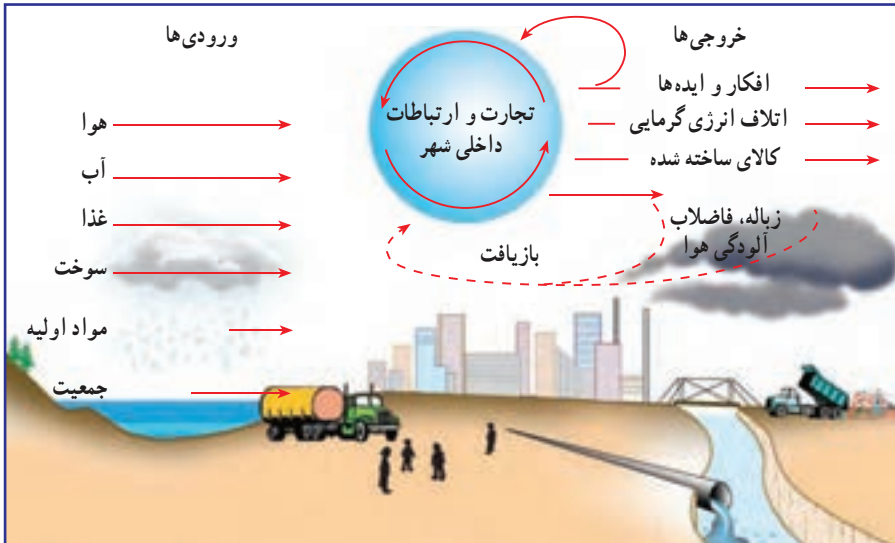 خروجی‌ها
افکار و ایده‌ها
اتلاف انرژی گرمایی
کالای ساخته شده
زباله، فاضلاب
آلودگی هوا
تجارت و ارتباطات
داخلی شهر
بازیافت
ورودی‌ها
هوا
آب
غذا
سوخت
مواد اولیه
جمعیت